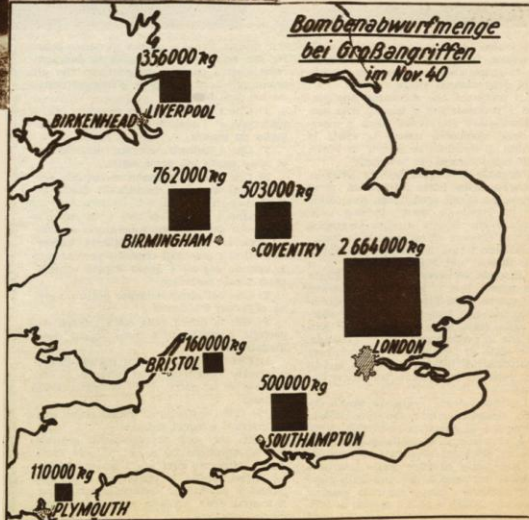 Bombenabwurfmenge
bei Großangriffen
im Nov. 40
356000 kg
LIVERPOOL
BIRKENHEAD
762000 kg
BIRMINGHAM
503000 kg
COVENTRY
2664000 kg
LONDON
160000 kg
BRISTOL
500000 kg
SOUTHAMPTON
110000 kg
PLYMOUTH